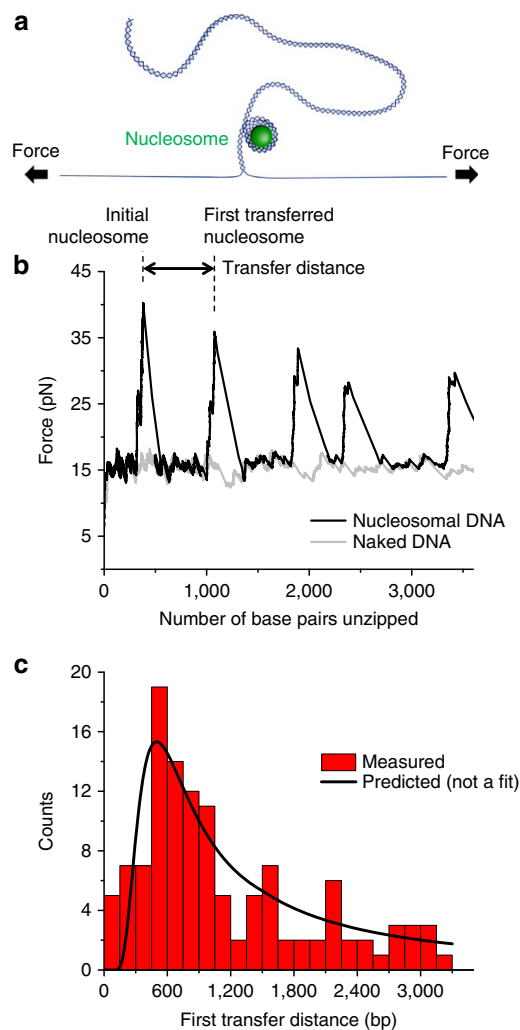 a
Nucleosome
Force
Force
Initial
nucleosome
First transferred
nucleosome
b
Transfer distance
45
35
25
15
5
Force (pN)
Nucleosomal DNA
Naked DNA
0
1,000
2,000
3,000
Number of base pairs unzipped
c
20
16
12
8
4
0
Counts
Measured
Predicted (not a fit)
0
600
1,200
1,800
2,400
3,000
First transfer distance (bp)